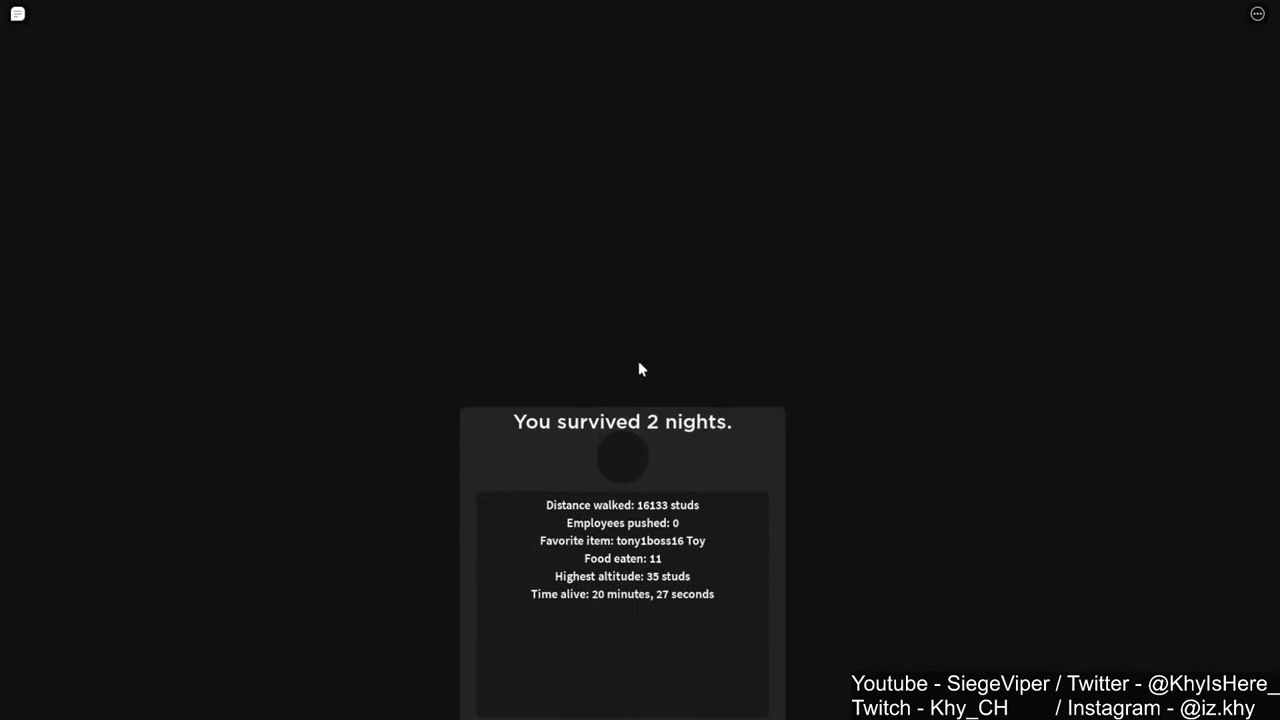 You survived 2 nights.
Distance walked: 16133 studs
Employees pushed: 0
Favorite item: tony1boss16 Toy
Food eaten: 11
Highest altitude: 35 studs
Time alive: 20 minutes, 27 seconds
Youtube - SiegeViper / Twitter - @KhyIsHere_
Twitch - Khy_CH / Instagram - @iz.khy